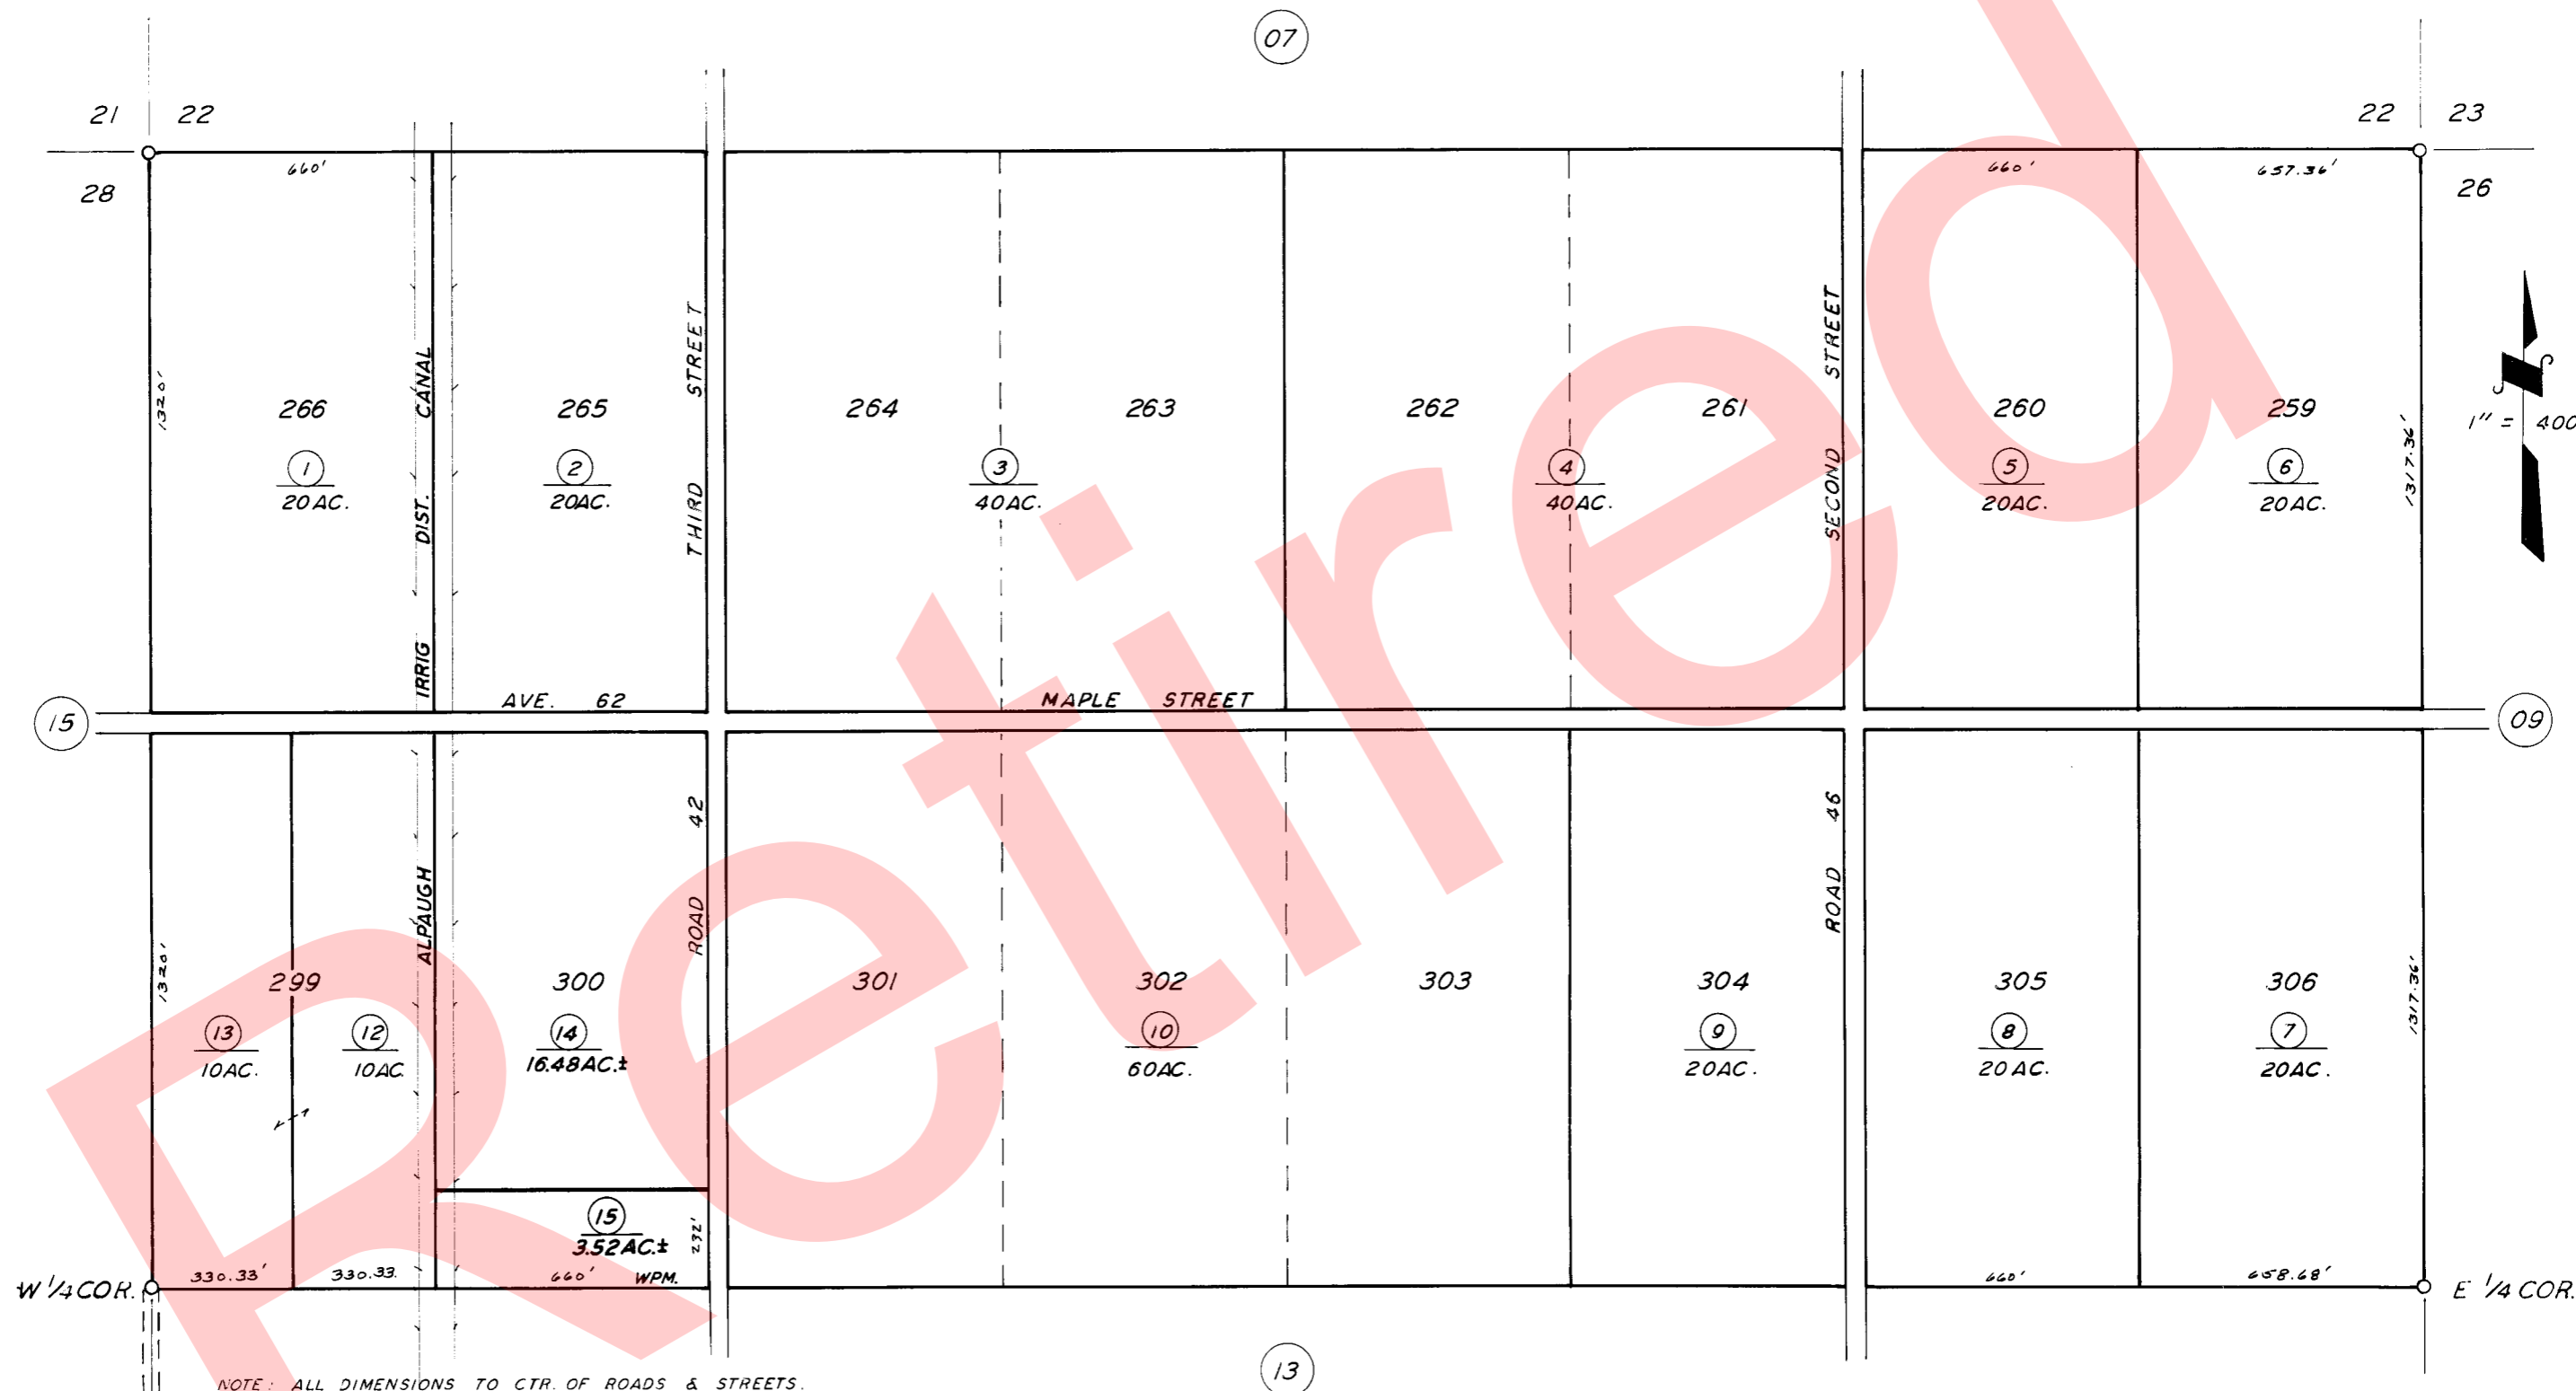 07
21 22
22 23
28
660'
660'
657.36'
26
1320'
266
265
264
263
262
261
260
259
1317.36'
1" = 400
1
20AC.
2
20AC.
3
40AC.
4
40AC.
5
20AC.
6
20AC.
THIRD STREET
SECOND STREET
ALPAUGH IRRIG DIST. CANAL
15
AVE. 62
MAPLE STREET
09
ROAD 42
ROAD 46
1320'
299
300
301
302
303
304
305
306
1317.36'
13
10AC.
12
10AC.
14
16.48AC.±
10
60AC.
9
20AC.
8
20AC.
7
20AC.
15
3.52AC.±
232'
W 1/4 COR.
330.33'
330.33.
660' WPM.
660'
658.68'
E 1/4 COR.
13
NOTE: ALL DIMENSIONS TO CTR. OF ROADS & STREETS.
Retired